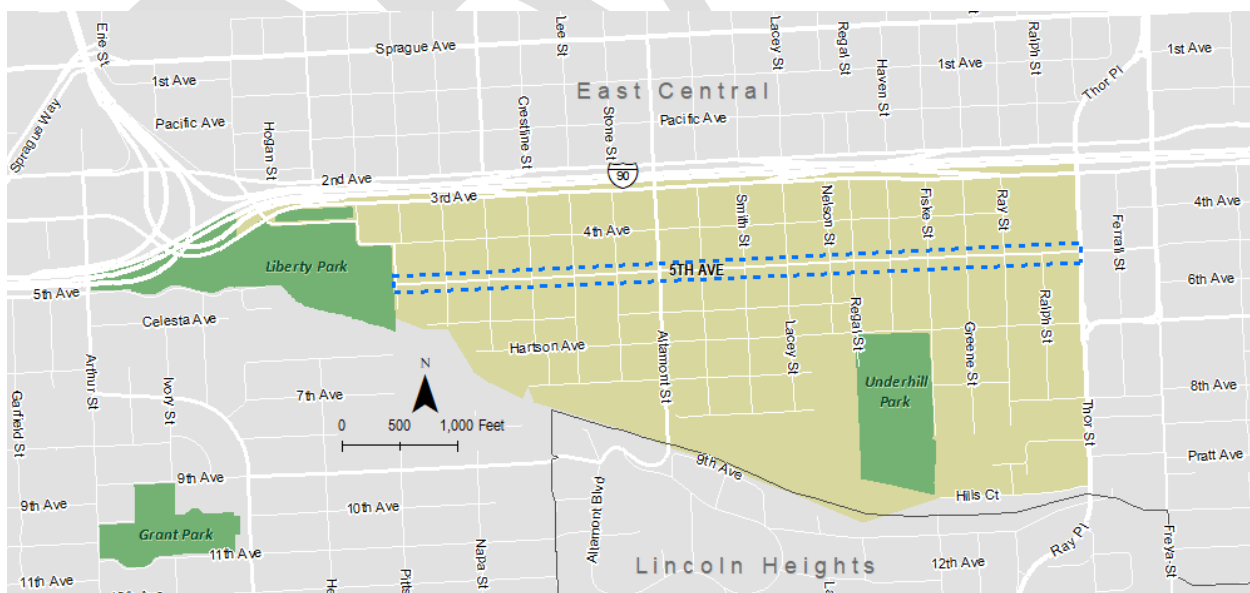 Erie St
Lee St
Lacey St
Regal St
Ralph St
Sprague Ave
1st Ave
1st Ave
1st Ave
Haven St
Thor Pl
East Central
Sprague Way
Pacific Ave
Crestline St
Stone St
Pacific Ave
Hogan St
2nd Ave
90
3rd Ave
4th Ave
4th Ave
Smith St
Nelson St
Fiske St
Ray St
Ferrall St
Liberty Park
5TH AVE
5th Ave
6th Ave
Celesta Ave
Hartson Ave
Altamont St
Lacey St
Regal St
Greene St
Ralph St
Arthur St
Ivory St
N
Garfield St
7th Ave
Underhill
Park
8th Ave
0 500 1,000 Feet
Thor St
9th Ave
9th Ave
9th Ave
Pratt Ave
Hills Ct
10th Ave
Grant Park
Altamont Blvd
11th Ave
11th Ave
Napa St
Ray Pl
Freya St
Lincoln Heights
12th Ave